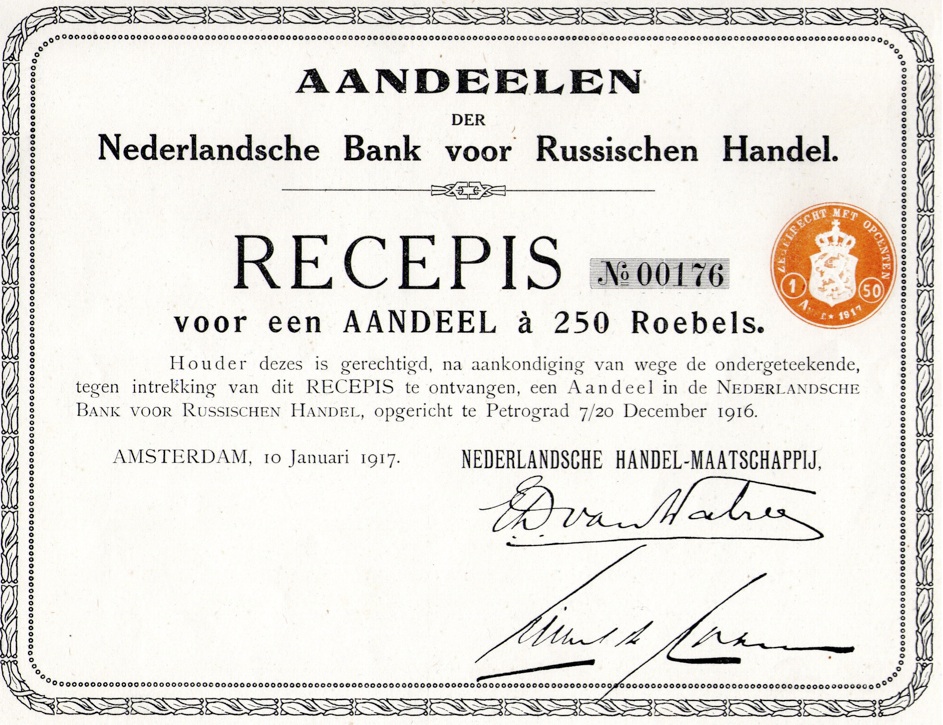 AANDEELEN
DER
Nederlandsche Bank voor Russischen Handel.
RECEPIS № 00176
ZEGELRECHT MET OPCENTEN
1 50
1917
voor een AANDEEL à 250 Roebels.
Houder dezes is gerechtigd, na aankondiging van wege de ondergeteekende,
tegen intrekking van dit RECEPIS te ontvangen, een Aandeel in de NEDERLANDSCHE
BANK VOOR RUSSISCHEN HANDEL, opgericht te Petrograd 7/20 December 1916.
AMSTERDAM, 10 Januari 1917.
NEDERLANDSCHE HANDEL-MAATSCHAPPIJ,